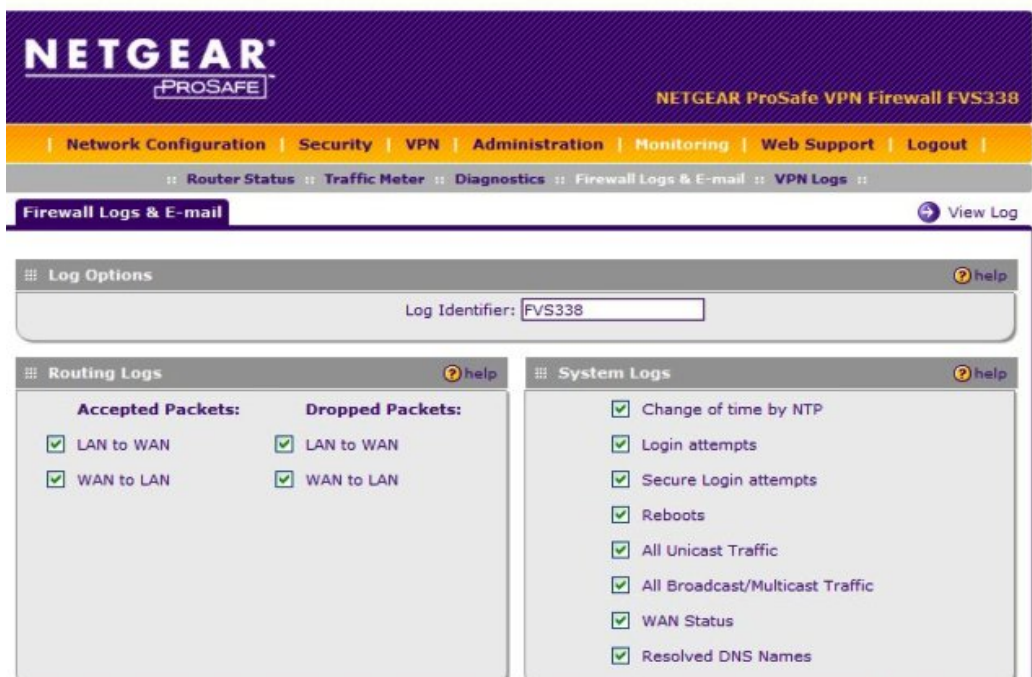 NETGEAR®
PROSAFE™
NETGEAR ProSafe VPN Firewall FVS338
| Network Configuration | Security | VPN | Administration | Monitoring | Web Support | Logout |
:: Router Status :: Traffic Meter :: Diagnostics :: Firewall Logs & E-mail :: VPN Logs ::
Firewall Logs & E-mail
View Log
Log Options
help
Log Identifier: FVS338
Routing Logs
help
Accepted Packets: Dropped Packets:
LAN to WAN LAN to WAN
WAN to LAN WAN to LAN
System Logs
help
Change of time by NTP
Login attempts
Secure Login attempts
Reboots
All Unicast Traffic
All Broadcast/Multicast Traffic
WAN Status
Resolved DNS Names